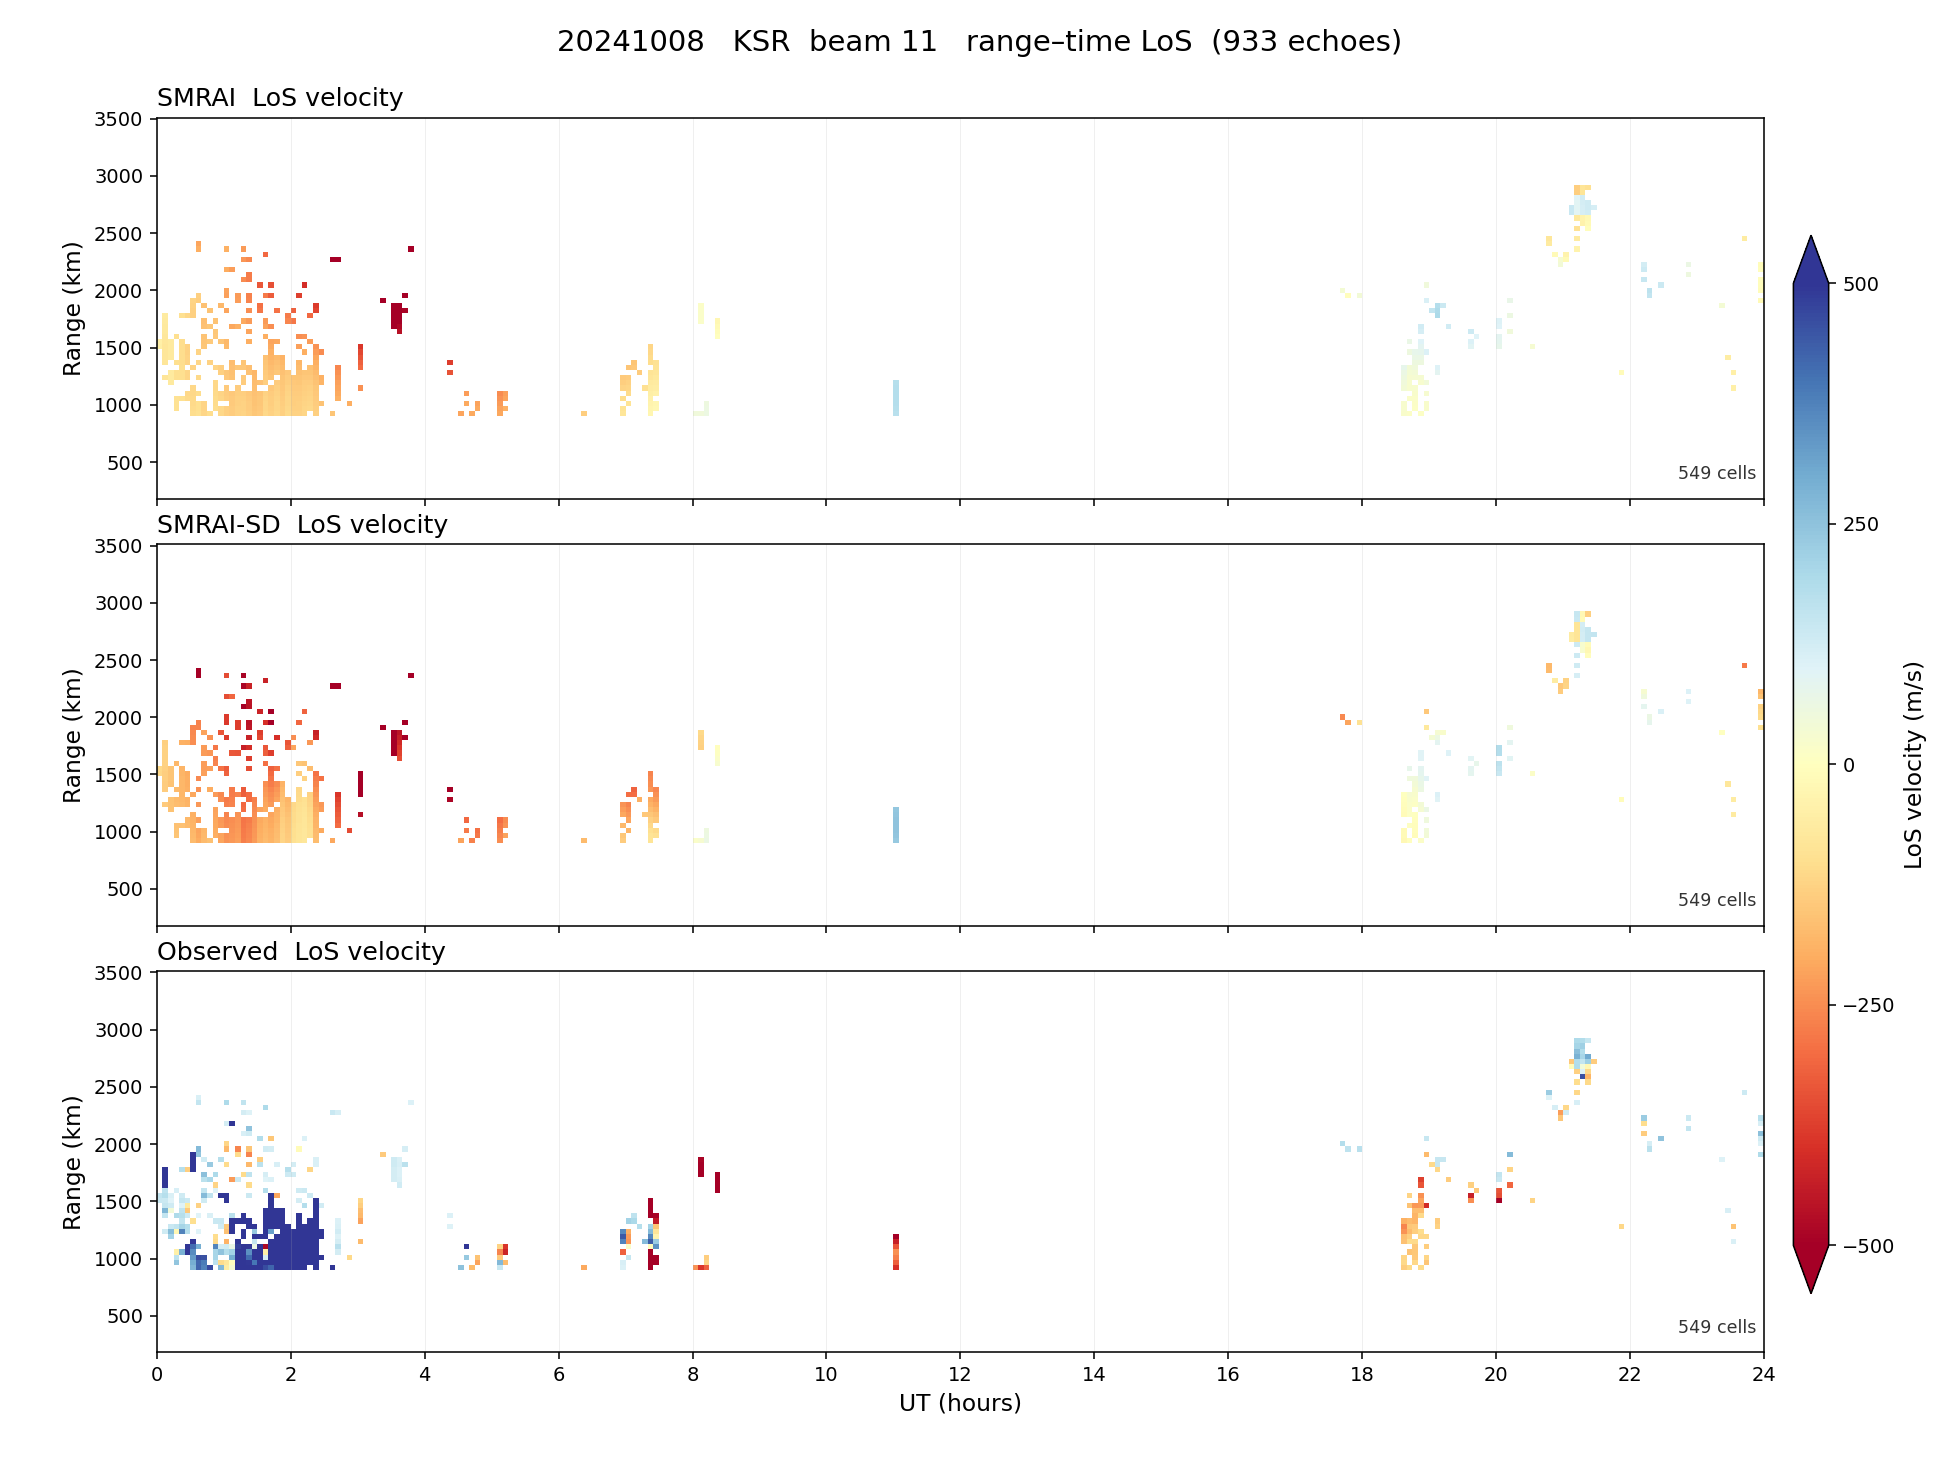 20241008 KSR beam 11 range–time LoS (933 echoes)
SMRAI LoS velocity
3500
3000
2500
2000
1500
1000
500
Range (km)
549 cells
SMRAI-SD LoS velocity
3500
3000
2500
2000
1500
1000
500
Range (km)
549 cells
Observed LoS velocity
3500
3000
2500
2000
1500
1000
500
Range (km)
549 cells
0 2 4 6 8 10 12 14 16 18 20 22 24
UT (hours)
500
250
0
−250
−500
LoS velocity (m/s)